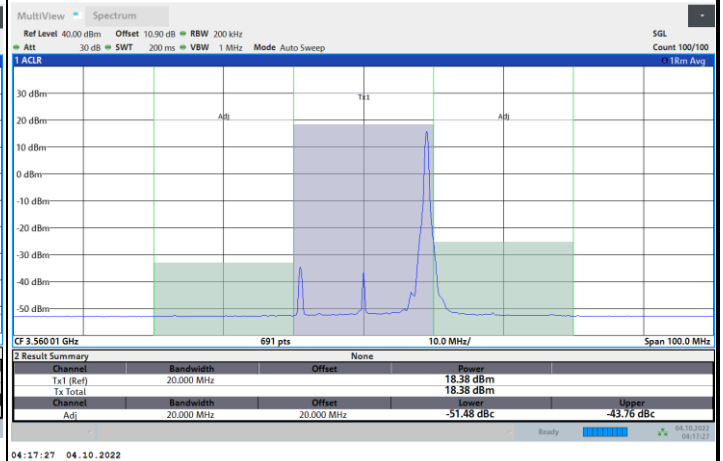 MultiView Spectrum
Ref Level 40.00 dBm Offset 10.90 dB RBW 200 kHz SGL
Att 30 dB SWT 200 ms VBW 1 MHz Mode Auto Sweep Count 100/100
1 ACLR 1Rm Avg
30 dBm
Tx1
20 dBm Adj Adj
10 dBm
0 dBm
-10 dBm
-20 dBm
-30 dBm
-40 dBm
-50 dBm
CF 3.560 01 GHz 691 pts 10.0 MHz/ Span 100.0 MHz
2 Result Summary None
Channel Bandwidth Offset Power
Tx1 (Ref) 20.000 MHz 18.38 dBm
Tx Total 18.38 dBm
Channel Bandwidth Offset Lower Upper
Adj 20.000 MHz 20.000 MHz -51.48 dBc -43.76 dBc
Ready 04.10.2022
04:17:27
04:17:27 04.10.2022